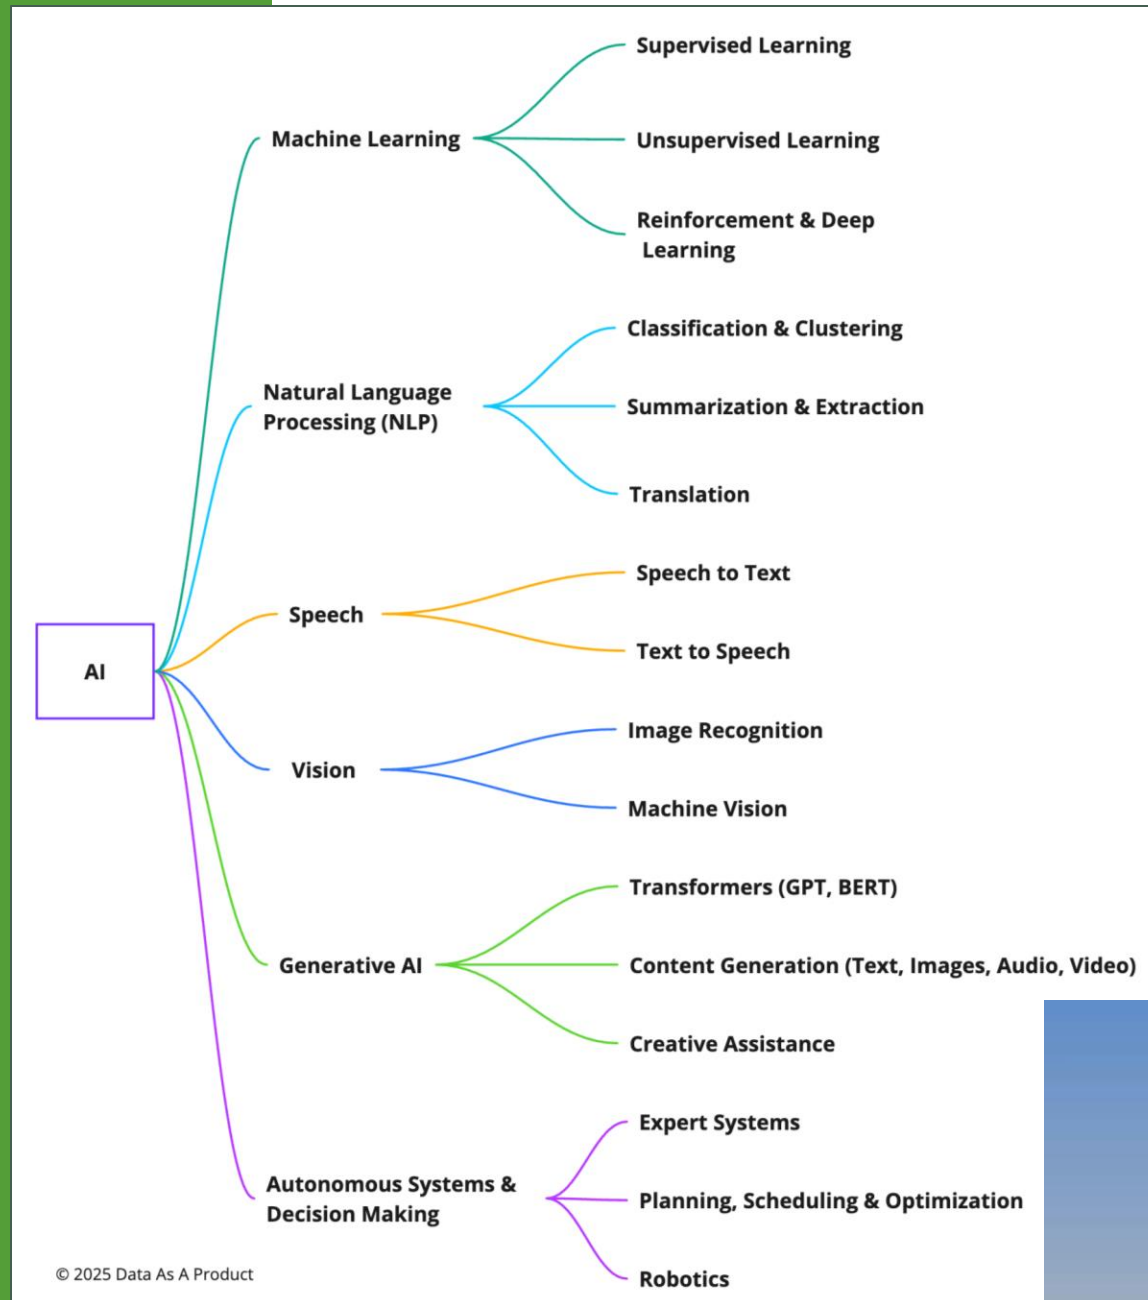 AI
Machine Learning
Supervised Learning
Unsupervised Learning
Reinforcement & Deep
Learning
Natural Language
Processing (NLP)
Classification & Clustering
Summarization & Extraction
Translation
Speech
Speech to Text
Text to Speech
Vision
Image Recognition
Machine Vision
Generative AI
Transformers (GPT, BERT)
Content Generation (Text, Images, Audio, Video)
Creative Assistance
Autonomous Systems &
Decision Making
Expert Systems
Planning, Scheduling & Optimization
Robotics
© 2025 Data As A Product